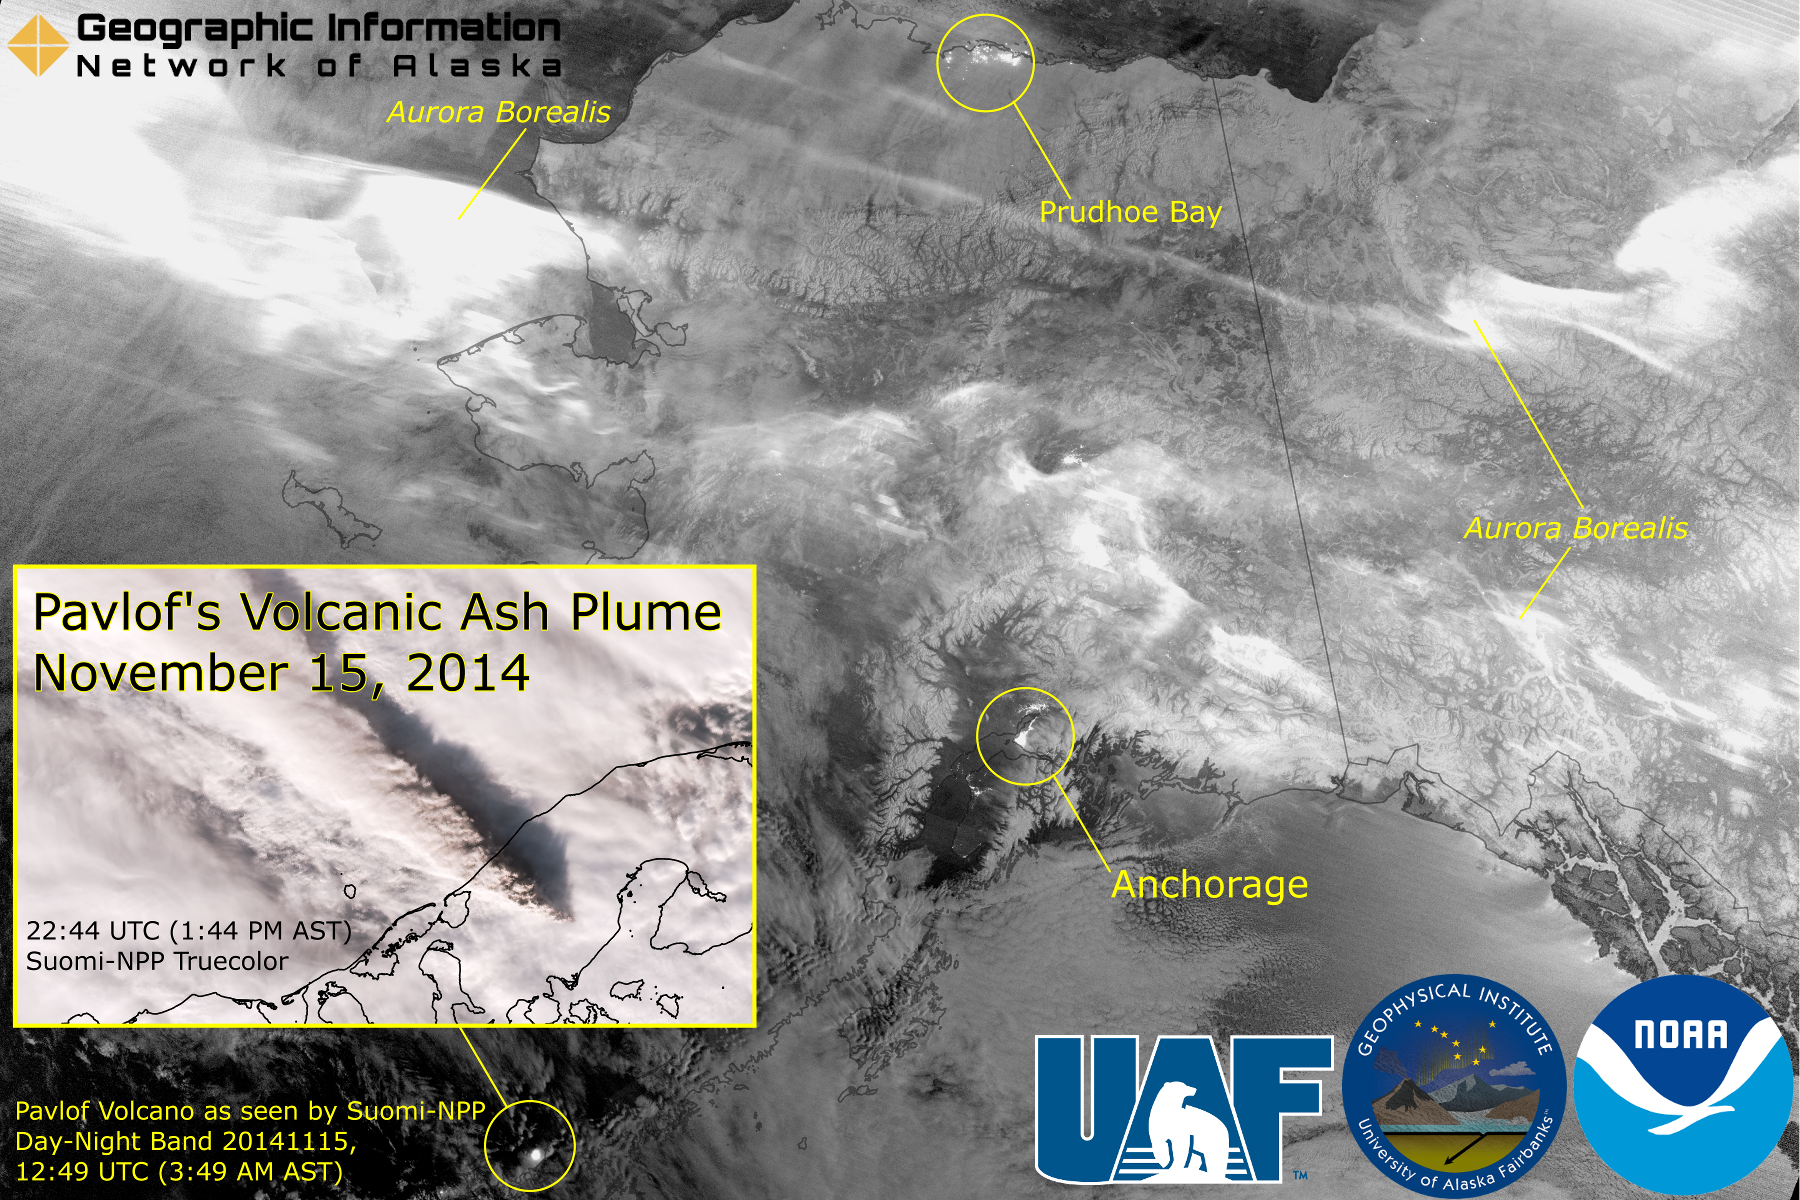 Geographic Information
Network of Alaska
Aurora Borealis
Prudhoe Bay
Aurora Borealis
Pavlof's Volcanic Ash Plume
November 15, 2014
22:44 UTC (1:44 PM AST)
Suomi-NPP Truecolor
Anchorage
Pavlof Volcano as seen by Suomi-NPP
Day-Night Band 20141115,
12:49 UTC (3:49 AM AST)
UAF
TM
GEOPHYSICAL INSTITUTE
University of Alaska Fairbanks
NOAA